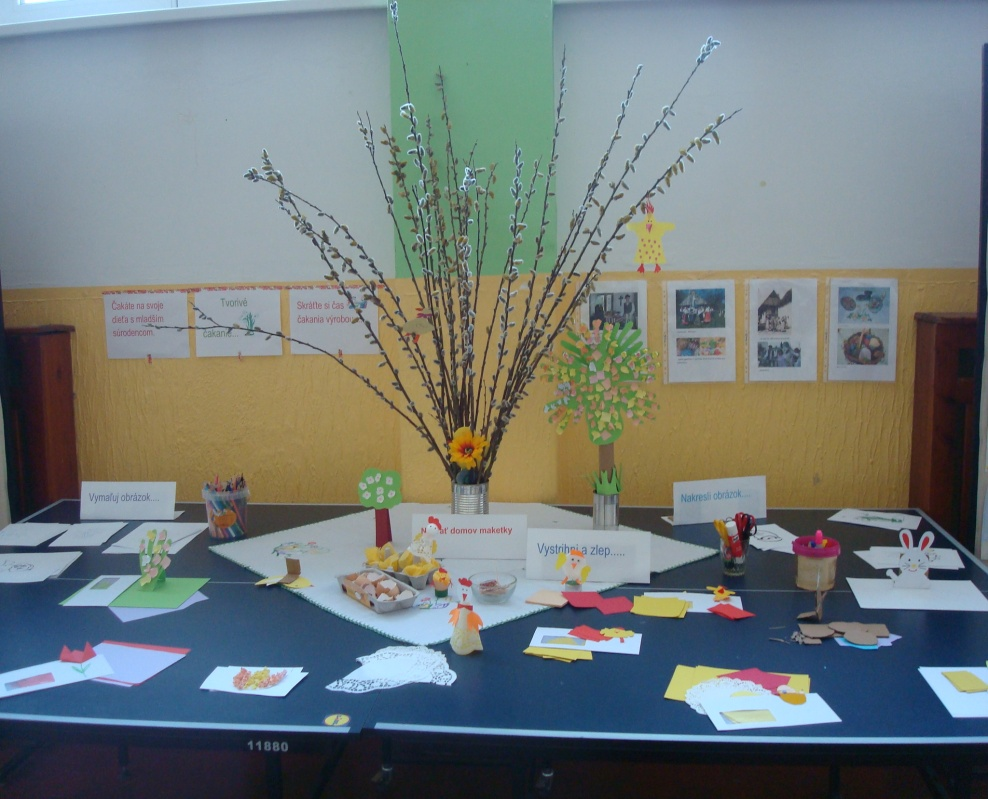 Čakáte na svoje
dieťa s mladším
súrodencom.
Tvorivé
čakanie...
Skráťte si čas
čakania výrobou
Vymaľuj obrázok....
domov maketky
Vystrihni a zlep.....
Nakresli obrázok....
11880